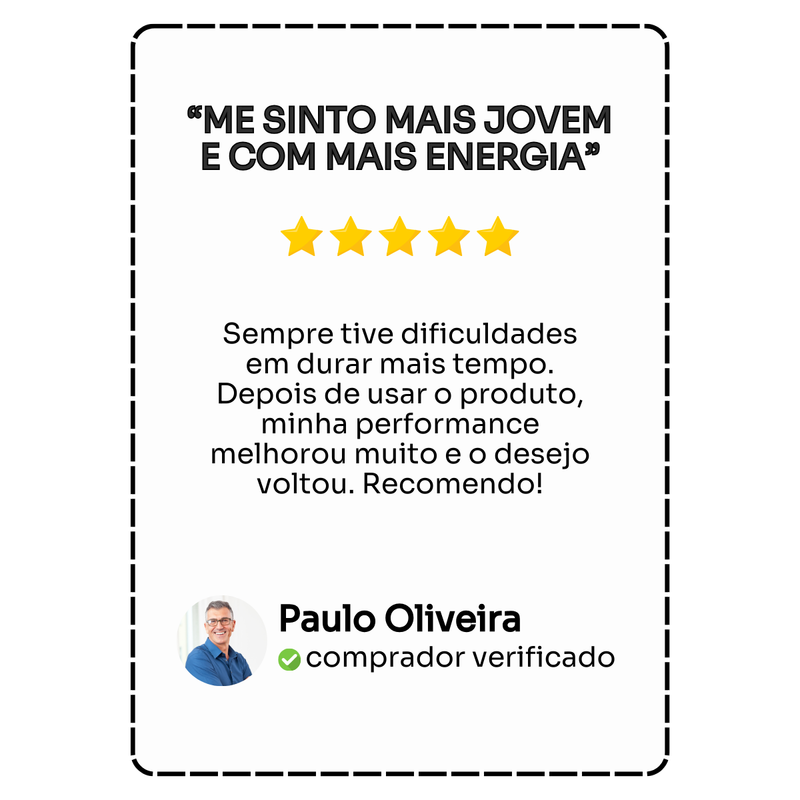 “ME SINTO MAIS JOVEM
E COM MAIS ENERGIA”
Sempre tive dificuldades
em durar mais tempo.
Depois de usar o produto,
minha performance
melhorou muito e o desejo
voltou. Recomendo!
Paulo Oliveira
comprador verificado